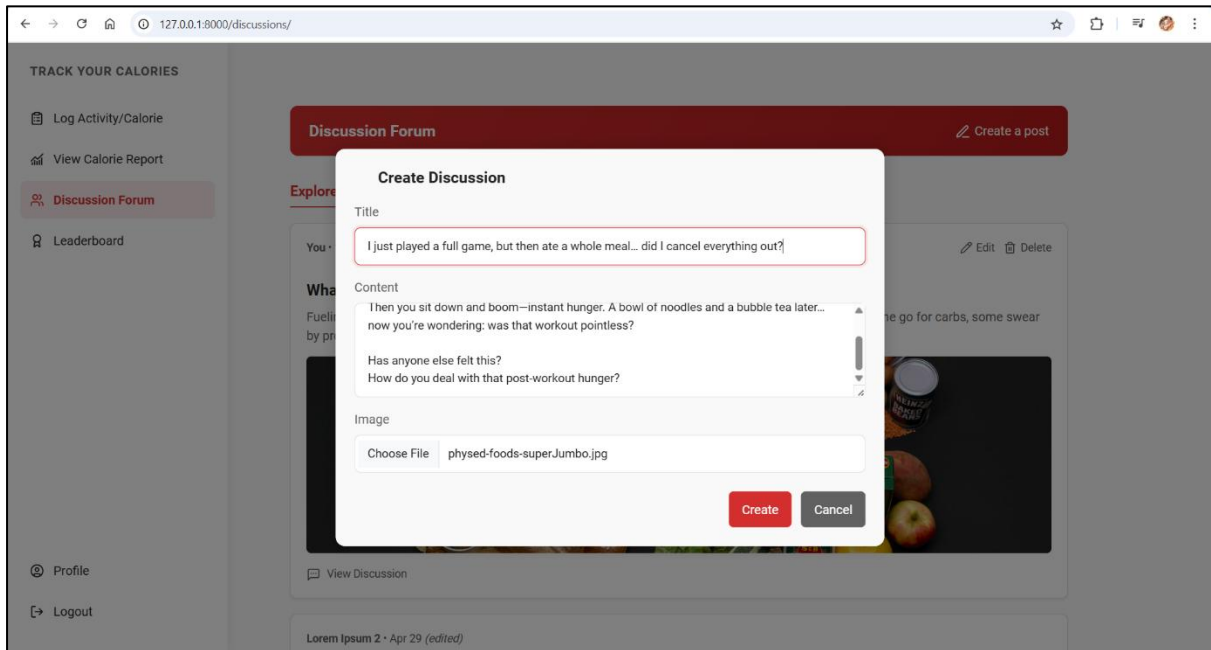 127.0.0.1:8000/discussions/
TRACK YOUR CALORIES
Log Activity/Calorie
View Calorie Report
Discussion Forum
Leaderboard
Profile
Logout
Discussion Forum
Create a post
Explore
You •
Edit
Delete
Wha
Fueli
he go for carbs, some swear
by pr
Create Discussion
Title
I just played a full game, but then ate a whole meal... did I cancel everything out?
Content
Then you sit down and boom—instant hunger. A bowl of noodles and a bubble tea later...
now you're wondering: was that workout pointless?
Has anyone else felt this?
How do you deal with that post-workout hunger?
Image
Choose File
physed-foods-superJumbo.jpg
Create
Cancel
HEINZ
BAKED
BEANS
View Discussion
Lorem Ipsum 2 • Apr 29 (edited)